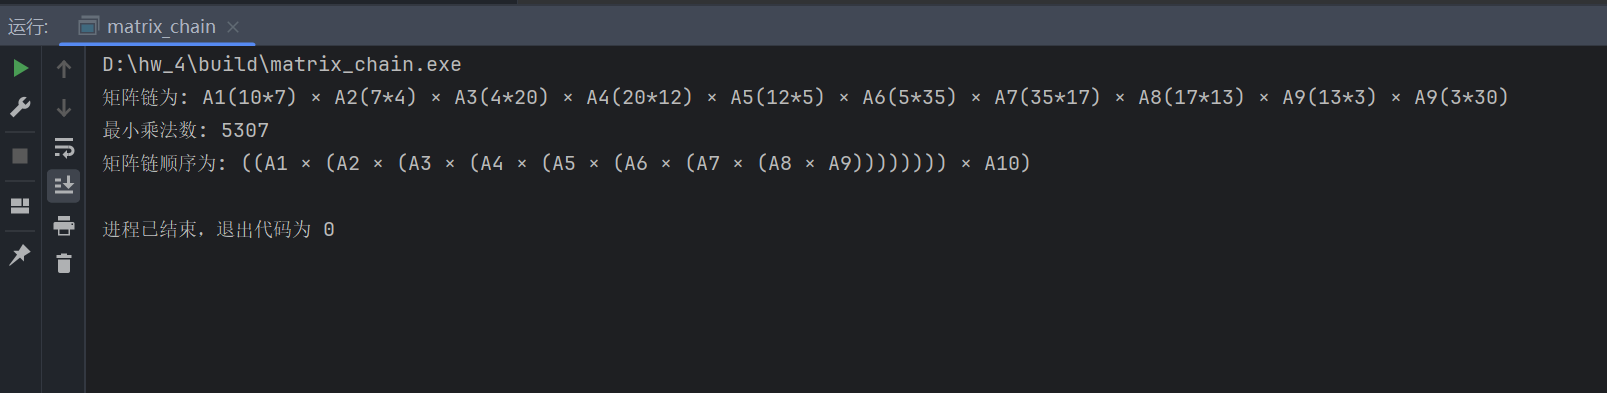 运行: matrix_chain ×
D:\hw_4\build\matrix_chain.exe
矩阵链为: A1(10*7) × A2(7*4) × A3(4*20) × A4(20*12) × A5(12*5) × A6(5*35) × A7(35*17) × A8(17*13) × A9(13*3) × A9(3*30)
最小乘法数: 5307
矩阵链顺序为: ((A1 × (A2 × (A3 × (A4 × (A5 × (A6 × (A7 × (A8 × A9)))))))) × A10)
进程已结束，退出代码为 0